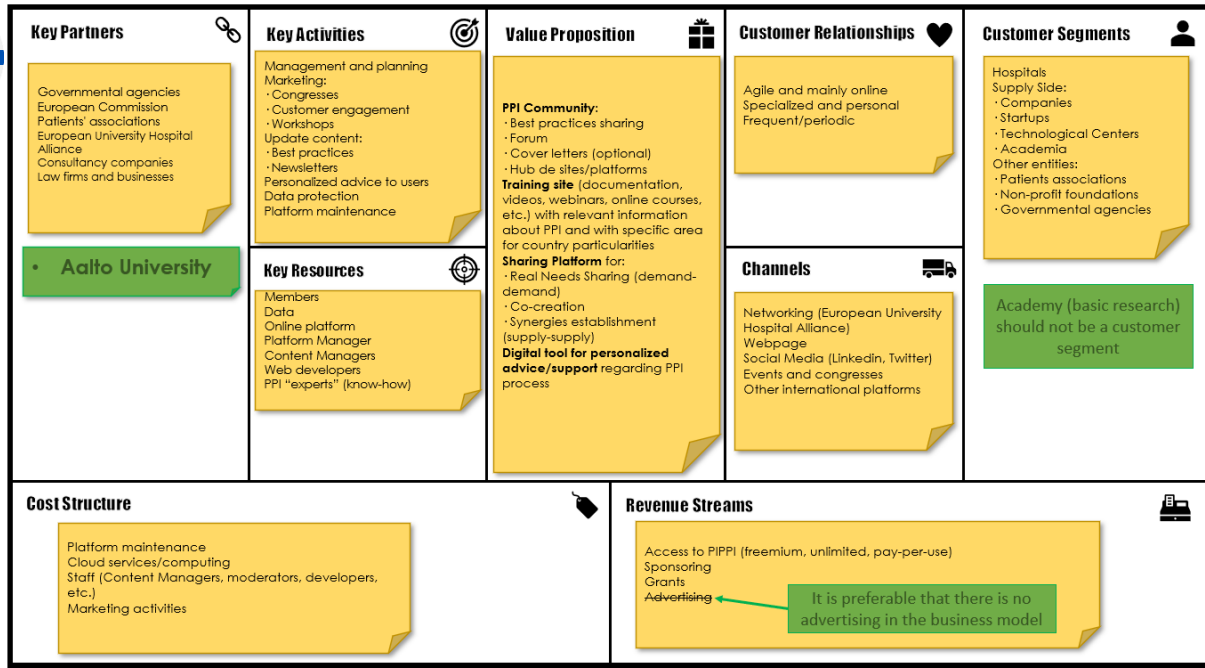 Key Partners
Governmental agencies
European Commission
Patients' associations
European University Hospital
Alliance
Consultancy companies
Law firms and businesses
• Aalto University
Key Activities
Management and planning
Marketing:
· Congresses
· Customer engagement
· Workshops
Update content:
· Best practices
· Newsletters
Personalized advice to users
Data protection
Platform maintenance
Key Resources
Members
Data
Online platform
Platform Manager
Content Managers
Web developers
PPI “experts” (know-how)
Value Proposition
PPI Community:
· Best practices sharing
· Forum
· Cover letters (optional)
· Hub de sites/platforms
Training site (documentation,
videos, webinars, online courses,
etc.) with relevant information
about PPI and with specific area
for country particularities
Sharing Platform for:
· Real Needs Sharing (demand-
demand)
· Co-creation
· Synergies establishment
(supply-supply)
Digital tool for personalized
advice/support regarding PPI
process
Customer Relationships
Agile and mainly online
Specialized and personal
Frequent/periodic
Channels
Networking (European University
Hospital Alliance)
Webpage
Social Media (Linkedin, Twitter)
Events and congresses
Other international platforms
Customer Segments
Hospitals
Supply Side:
· Companies
· Startups
· Technological Centers
· Academia
Other entities:
· Patients associations
· Non-profit foundations
· Governmental agencies
Academy (basic research)
should not be a customer
segment
Cost Structure
Platform maintenance
Cloud services/computing
Staff (Content Managers, moderators, developers,
etc.)
Marketing activities
Revenue Streams
Access to PIPPI (freemium, unlimited, pay-per-use)
Sponsoring
Grants
Advertising
It is preferable that there is no
advertising in the business model